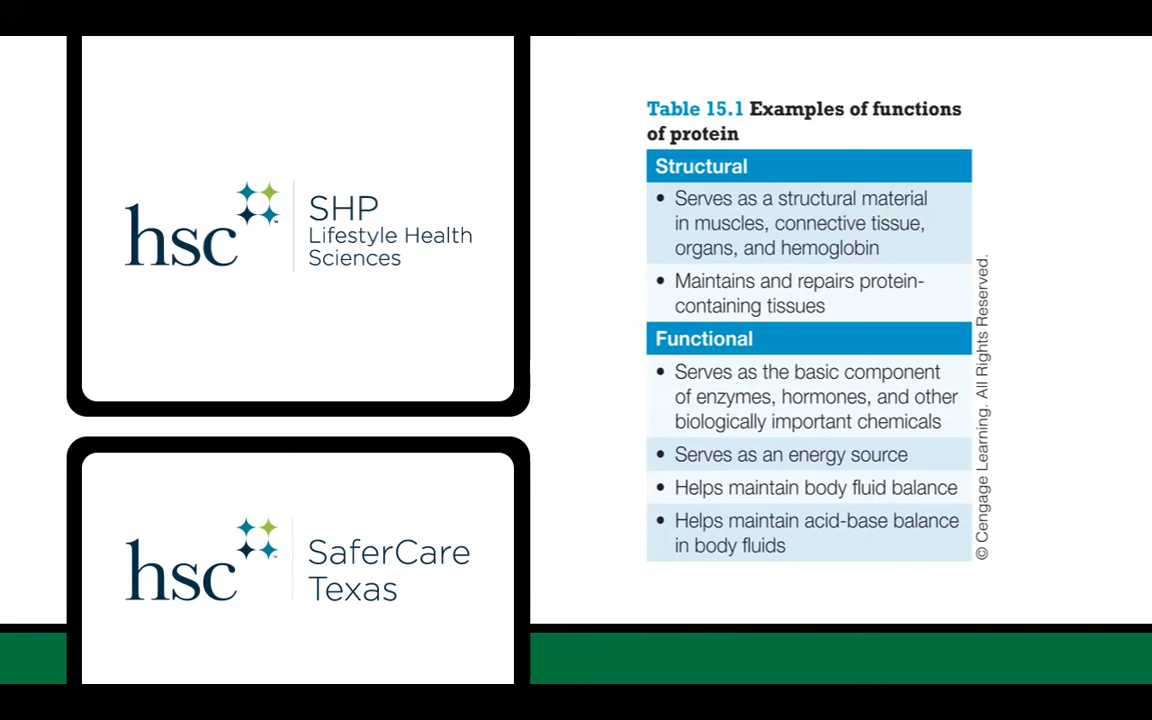 hsc
SHP
Lifestyle Health
Sciences
hsc
SaferCare
Texas
Table 15.1 Examples of functions
of protein
Structural
• Serves as a structural material
in muscles, connective tissue,
organs, and hemoglobin
• Maintains and repairs protein-
containing tissues
Functional
• Serves as the basic component
of enzymes, hormones, and other
biologically important chemicals
• Serves as an energy source
• Helps maintain body fluid balance
• Helps maintain acid-base balance
in body fluids
© Cengage Learning. All Rights Reserved.